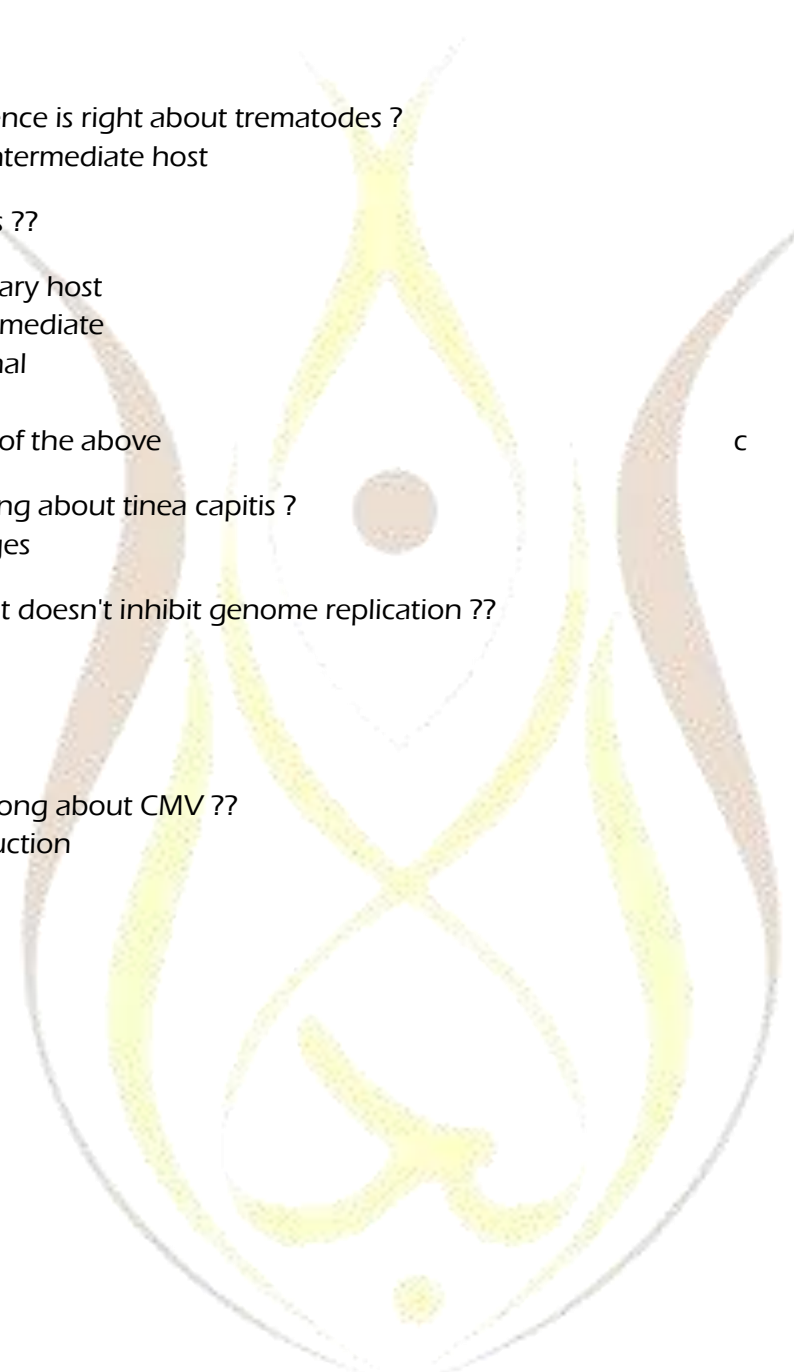 ence is right about trematodes ?
ntermediate host
s ??
ary host
mediate
nal
of the above c
ng about tinea capitis ?
ges
t doesn't inhibit genome replication ??
ong about CMV ??
uction